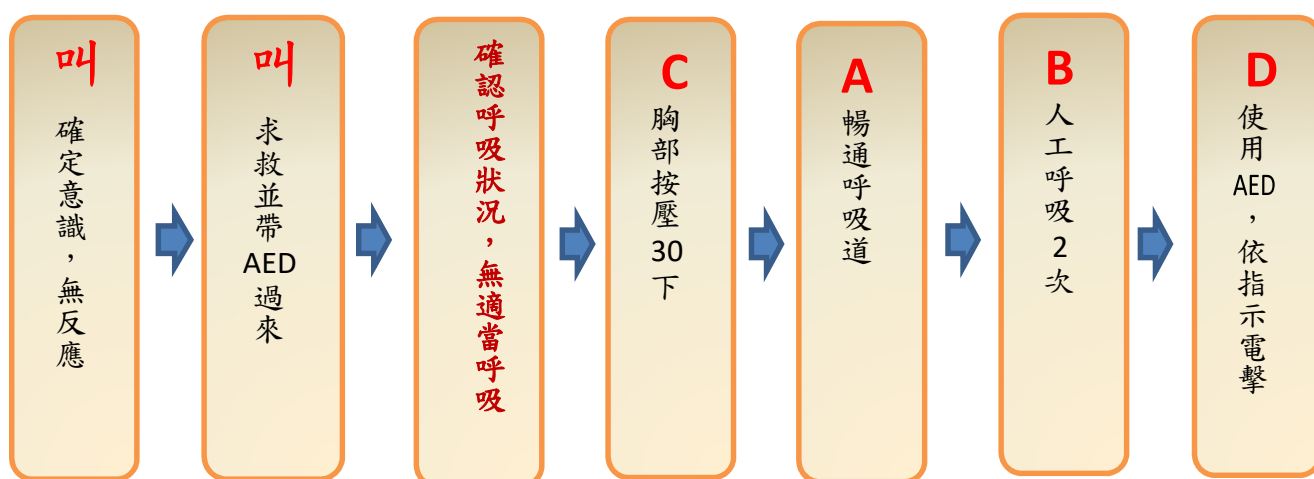 叫
確定意識，無反應
叫
求救並帶AED過來
確認呼吸狀況，無適當呼吸
C
胸部按壓30下
A
暢通呼吸道
B
人工呼吸2次
D
使用AED，依指示電擊